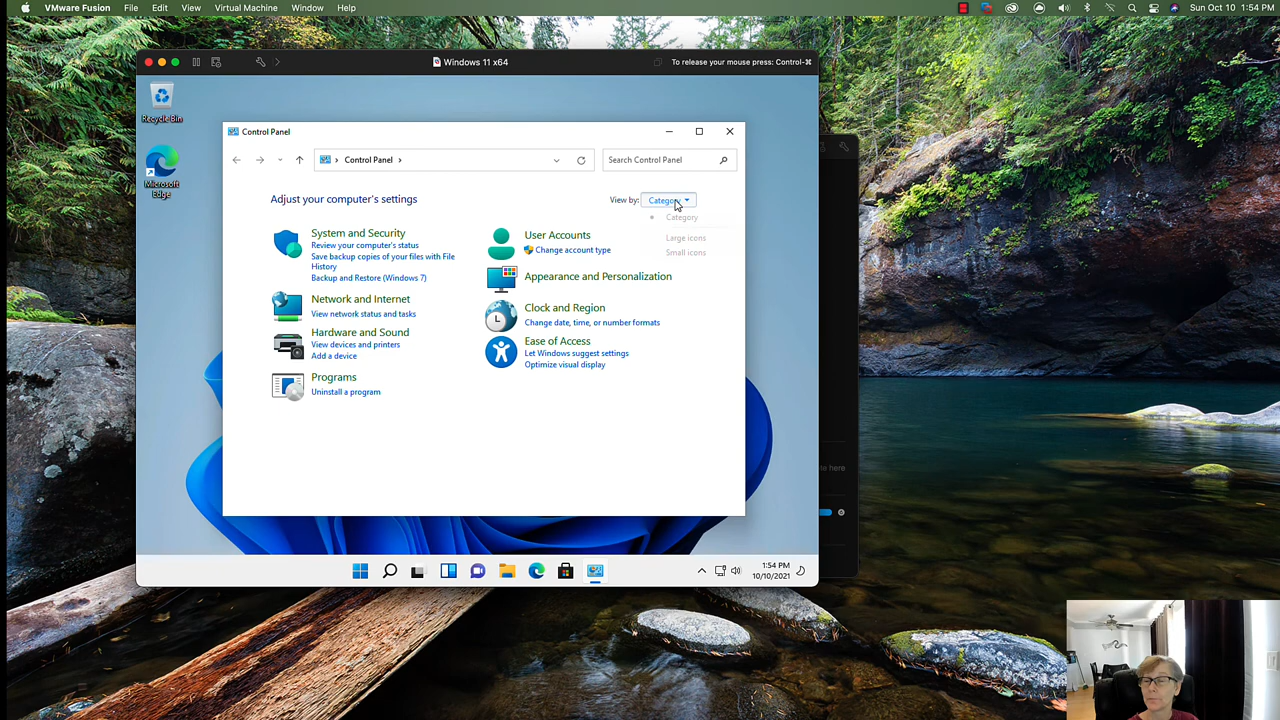 VMware Fusion File Edit View Virtual Machine Window Help Sun Oct 10 1:54 PM
Windows 11 x64 To release your mouse press: Control-⌘
Recycle Bin
Microsoft
Edge
Control Panel
Control Panel
Search Control Panel
Adjust your computer's settings
View by: Category
Category
Large icons
Small icons
System and Security
Review your computer's status
Save backup copies of your files with File
History
Backup and Restore (Windows 7)
Network and Internet
View network status and tasks
Hardware and Sound
View devices and printers
Add a device
Programs
Uninstall a program
User Accounts
Change account type
Appearance and Personalization
Clock and Region
Change date, time, or number formats
Ease of Access
Let Windows suggest settings
Optimize visual display
here
1:54 PM
10/10/2021